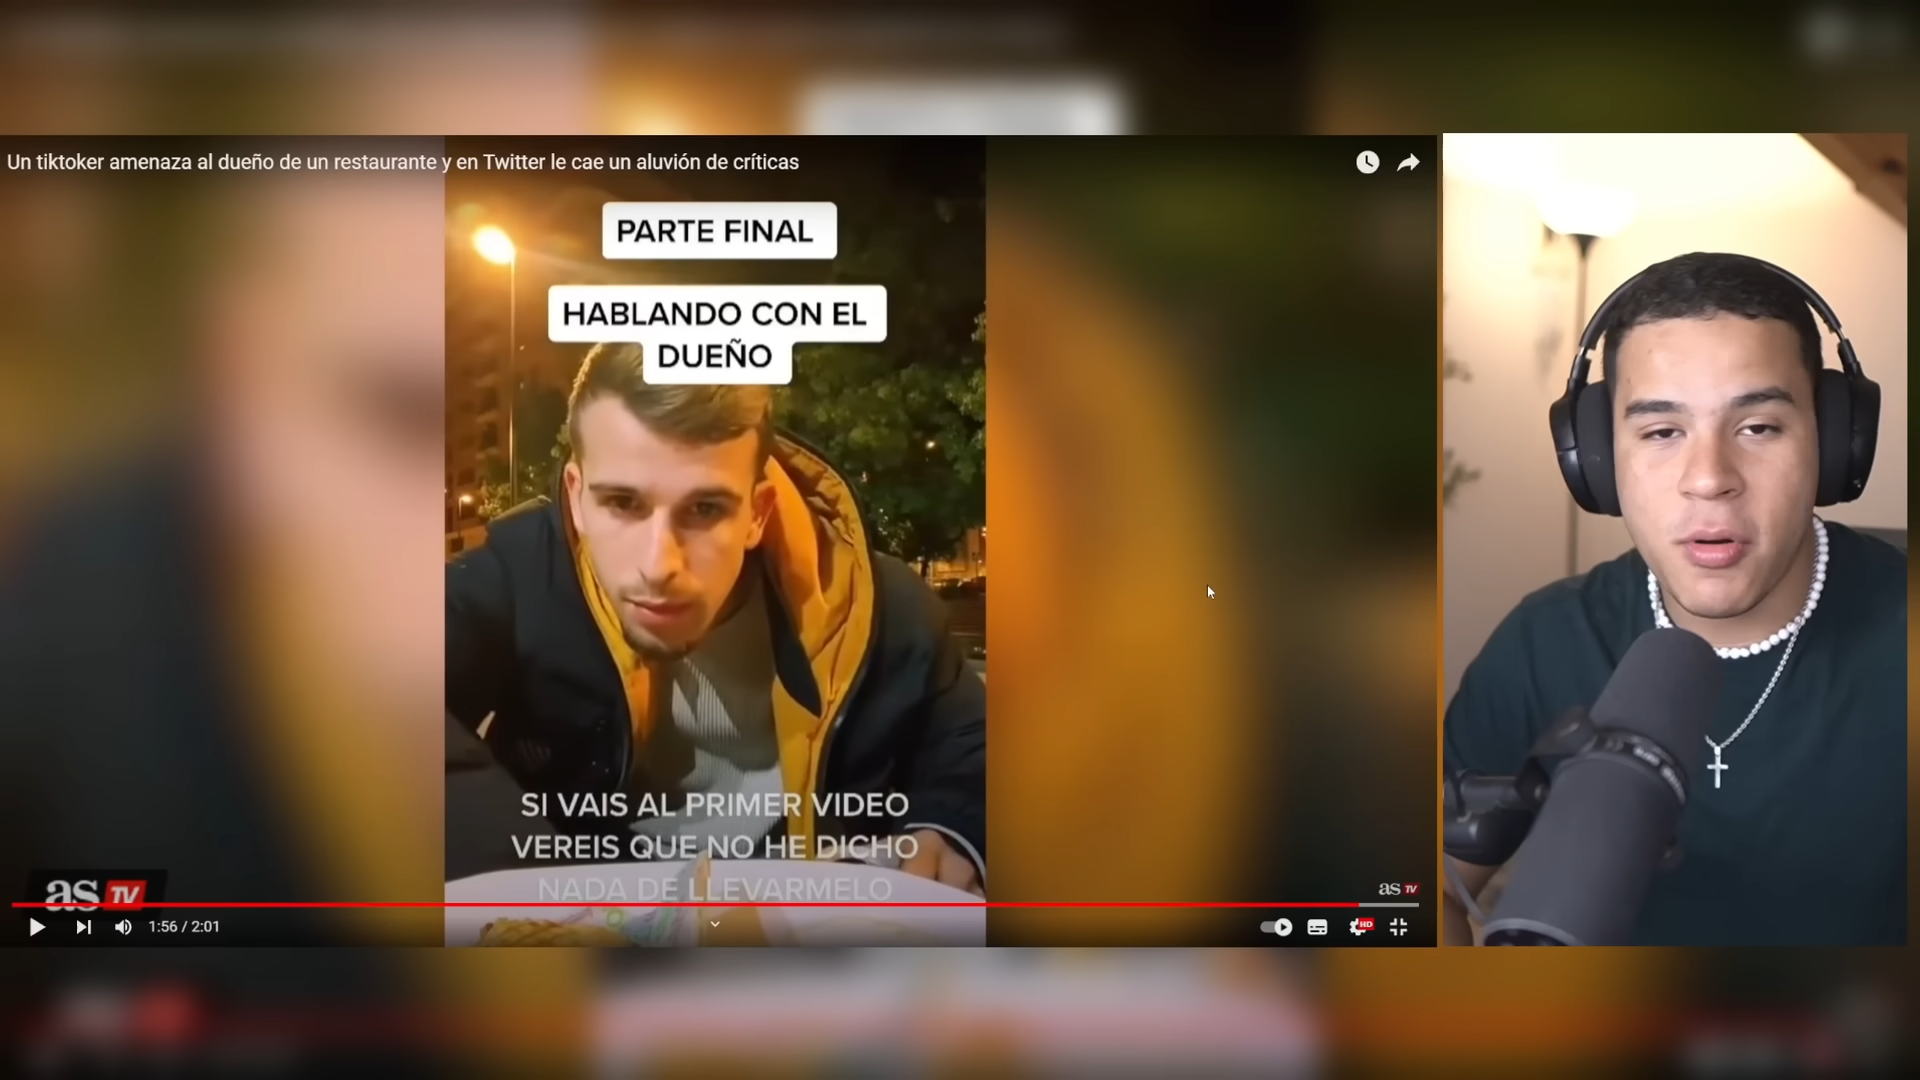 Un tiktoker amenaza al dueño de un restaurante y en Twitter le cae un aluvión de críticas
PARTE FINAL
HABLANDO CON EL
DUEÑO
SI VAIS AL PRIMER VIDEO
VEREIS QUE NO HE DICHO
NADA DE LLEVARMELO
as TV
as TV
1:56 / 2:01
HD